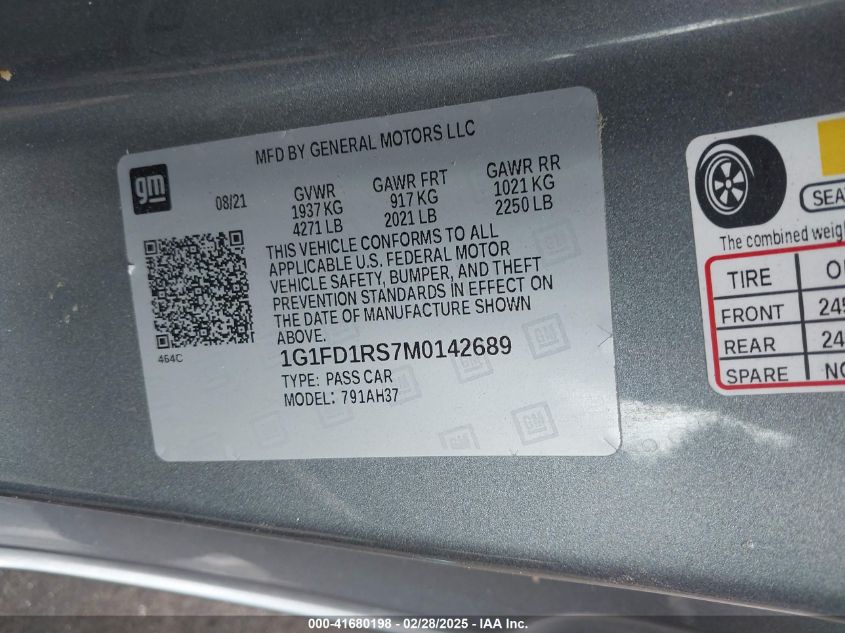 MFD BY GENERAL MOTORS LLC
gm
08/21
GVWR
1937 KG
4271 LB
GAWR FRT
917 KG
2021 LB
GAWR RR
1021 KG
2250 LB
THIS VEHICLE CONFORMS TO ALL
APPLICABLE U.S. FEDERAL MOTOR
VEHICLE SAFETY, BUMPER, AND THEFT
PREVENTION STANDARDS IN EFFECT ON
THE DATE OF MANUFACTURE SHOWN
ABOVE.
464C
1G1FD1RS7M0142689
TYPE: PASS CAR
MODEL: 791AH37
The combined
TIRE
FRONT
REAR
SPARE
000-41680198 - 02/28/2025 - IAA Inc.